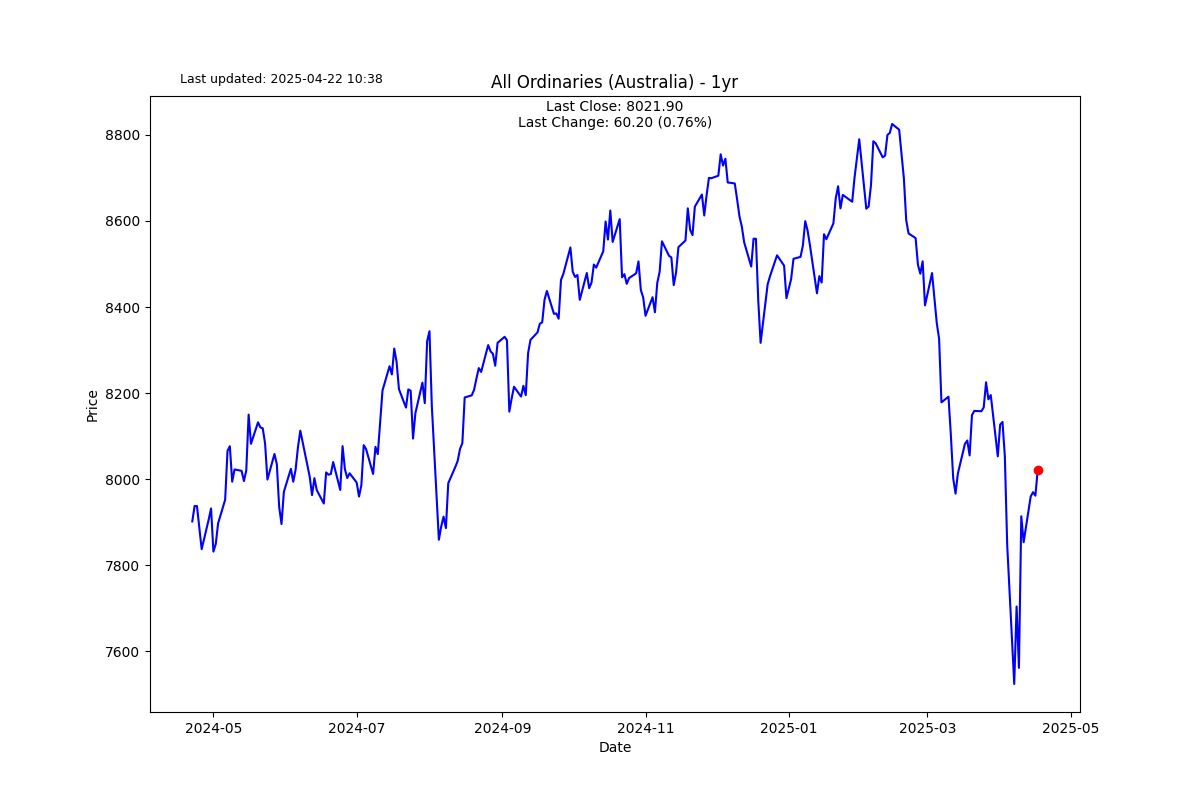 Last updated: 2025-04-22 10:38
All Ordinaries (Australia) - 1yr
Last Close: 8021.90
Last Change: 60.20 (0.76%)
Price
8800
8600
8400
8200
8000
7800
7600
2024-05
2024-07
2024-09
2024-11
2025-01
2025-03
2025-05
Date